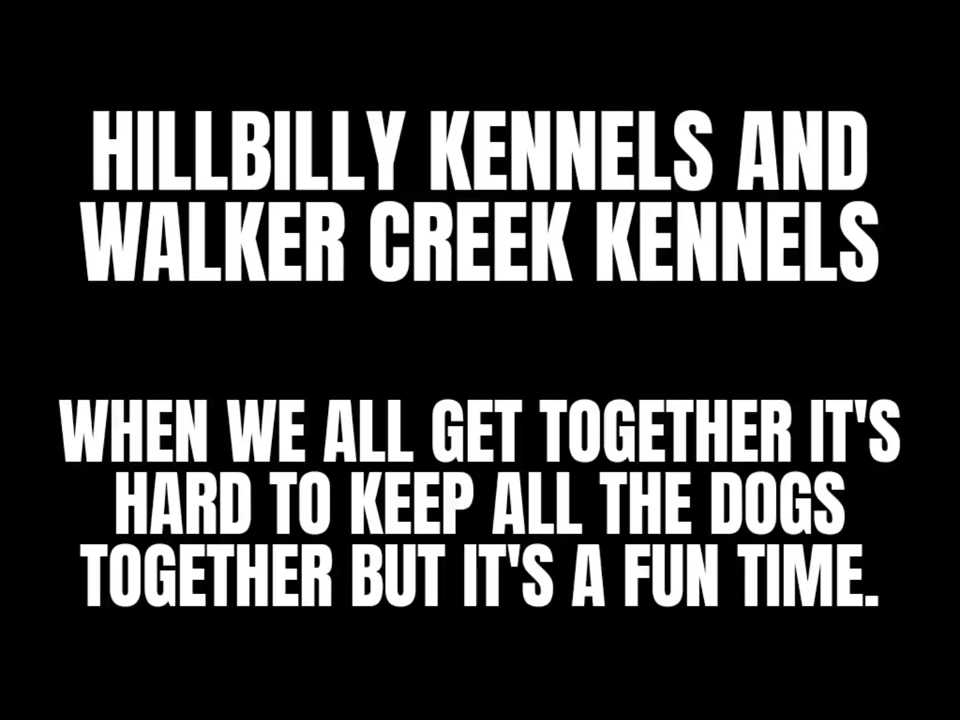 HILLBILLY KENNELS AND
WALKER CREEK KENNELS
WHEN WE ALL GET TOGETHER IT'S
HARD TO KEEP ALL THE DOGS
TOGETHER BUT IT'S A FUN TIME.